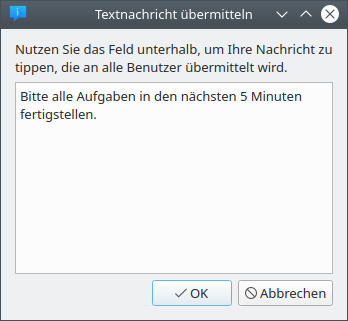 Textnachricht übermitteln
Nutzen Sie das Feld unterhalb, um Ihre Nachricht zu
tippen, die an alle Benutzer übermittelt wird.
Bitte alle Aufgaben in den nächsten 5 Minuten
fertigstellen.
OK
Abbrechen